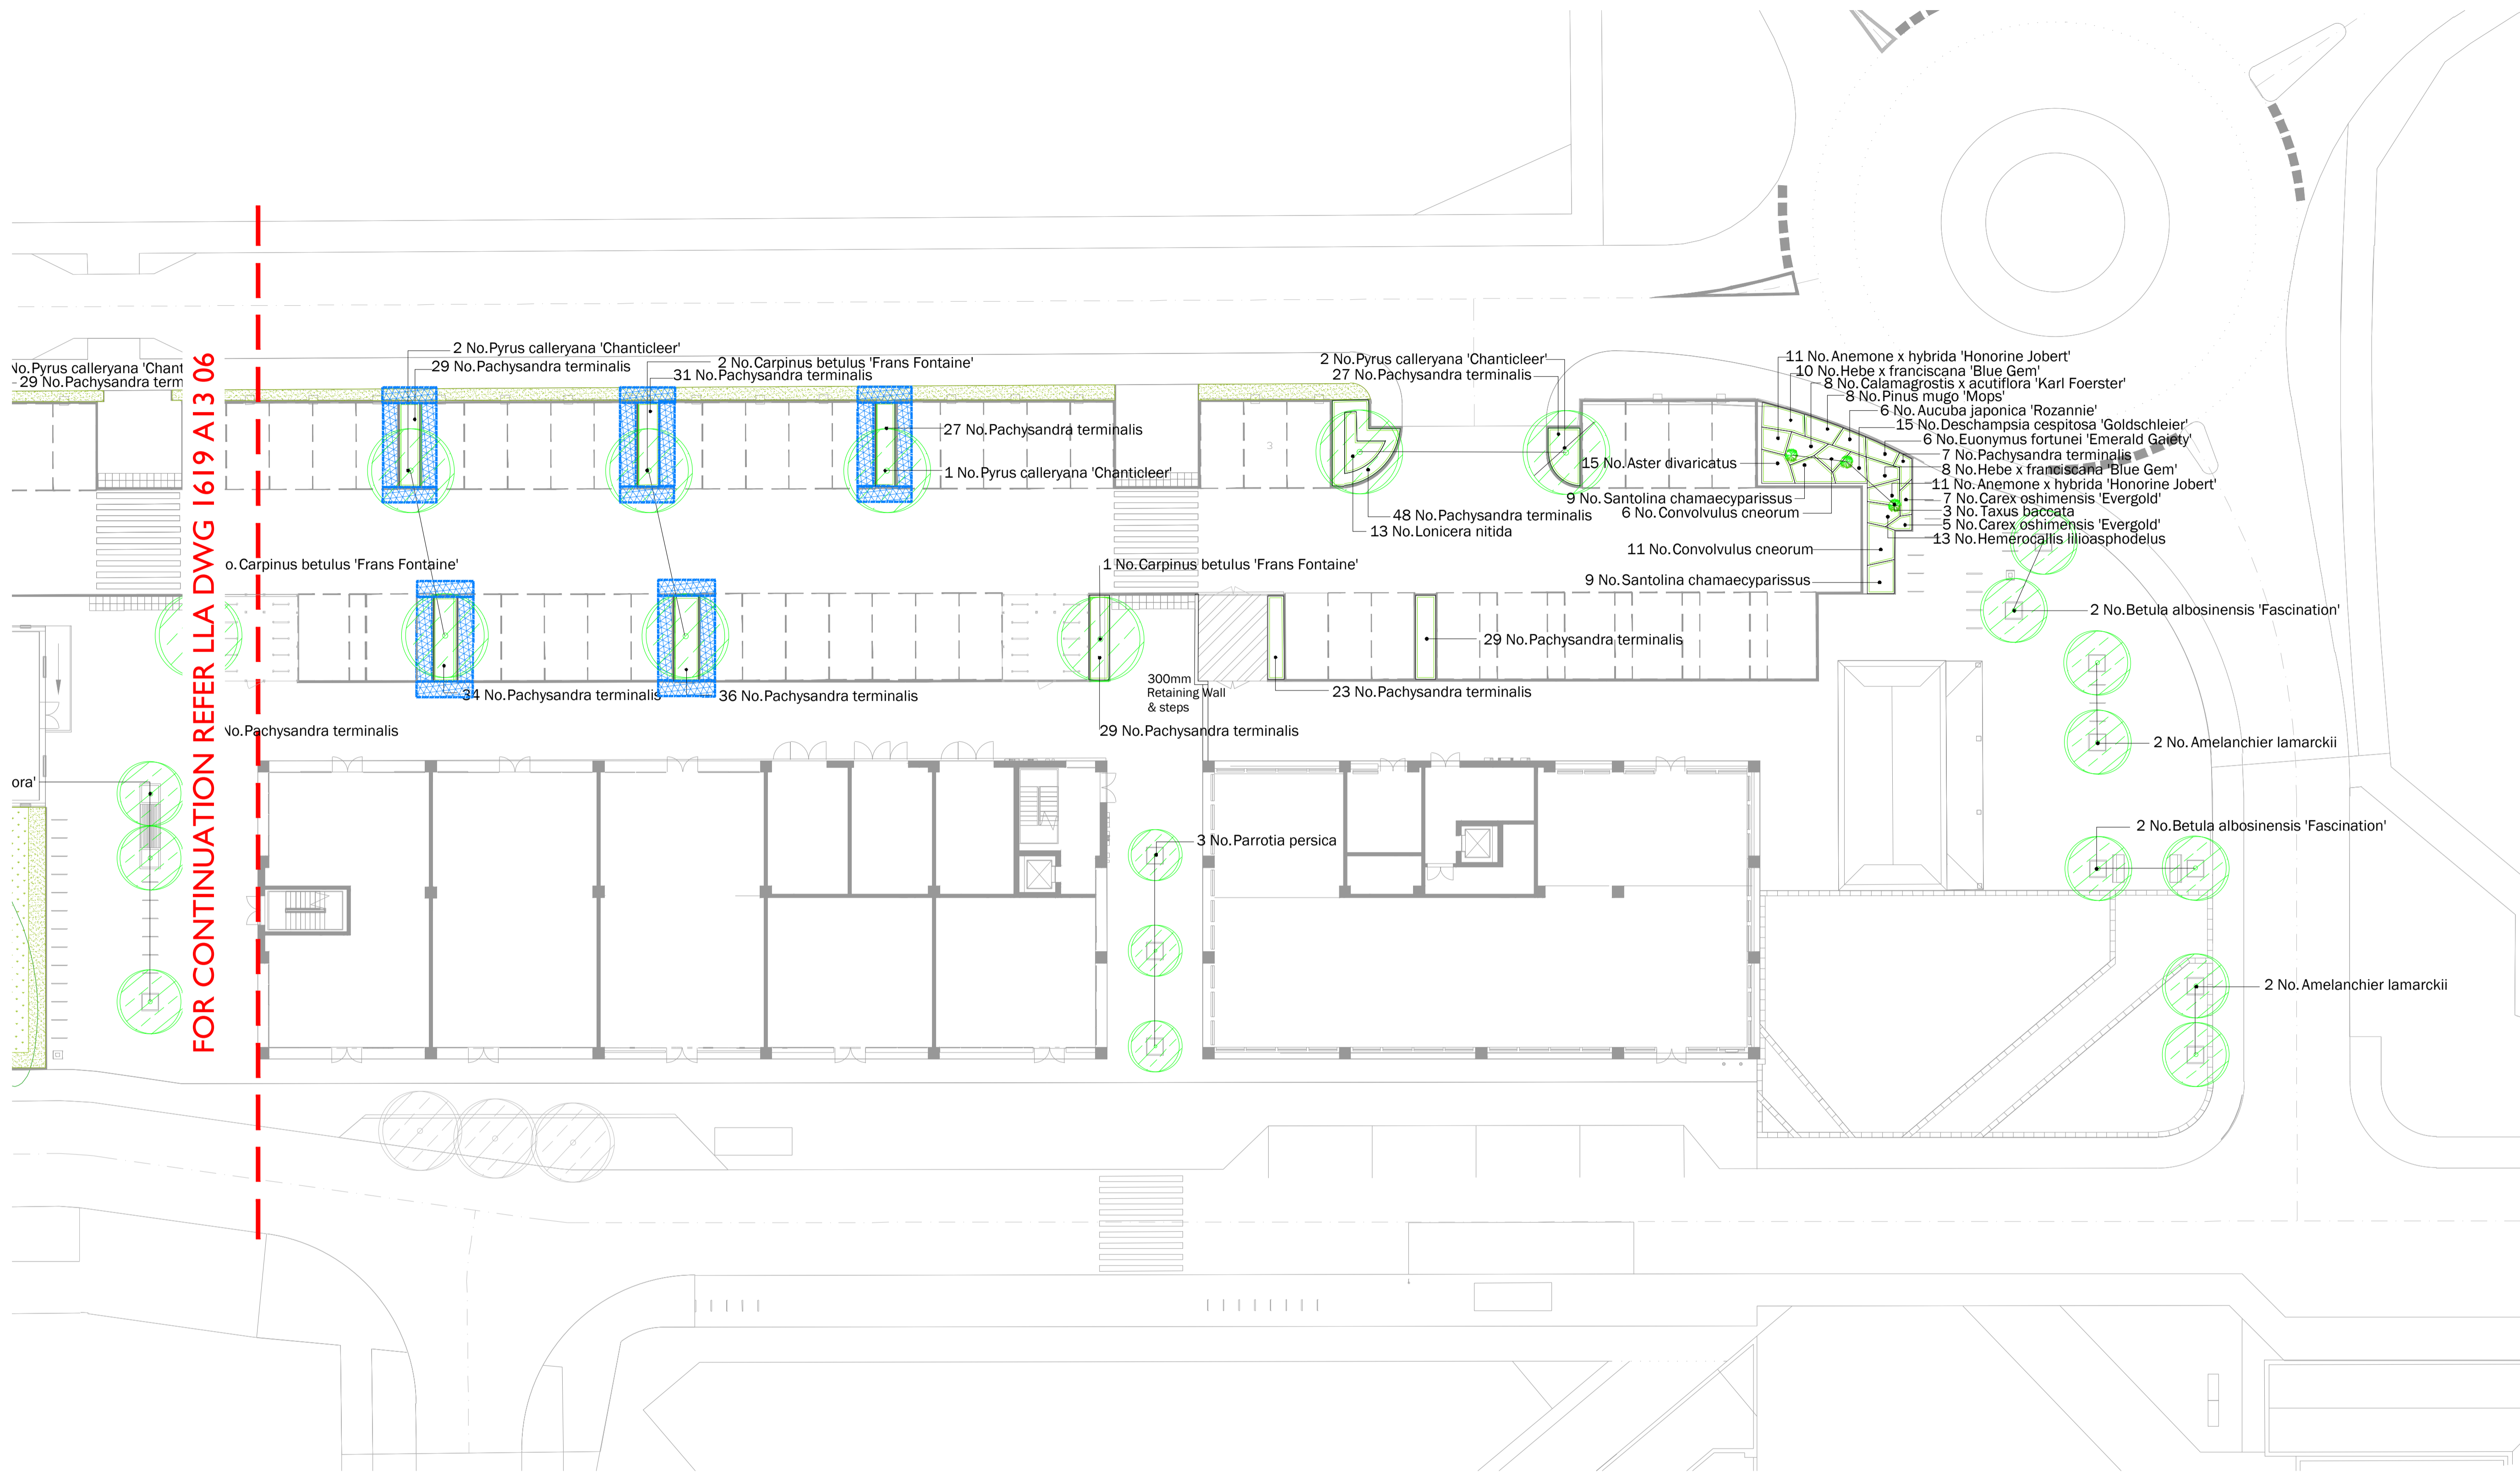 2 No.Pyrus calleryana 'Chanticleer'
29 No.Pachysandra terminalis
2 No.Carpinus betulus 'Frans Fontaine'
31 No.Pachysandra terminalis
2 No.Pyrus calleryana 'Chanticleer'
27 No.Pachysandra terminalis
11 No.Anemone x hybrida 'Honorine Jobert'
10 No.Hebe x franciscana 'Blue Gem'
8 No.Calamagrostis x acutiflora 'Karl Foerster'
8 No.Pinus mugo 'Mops'
6 No.Aucuba japonica 'Rozannie'
15 No.Deschampsia cespitosa 'Goldschleier'
6 No.Euonymus fortunei 'Emerald Gaiety'
7 No.Pachysandra terminalis
8 No.Hebe x franciscana 'Blue Gem'
11 No.Anemone x hybrida 'Honorine Jobert'
7 No.Carex oshimensis 'Evergold'
3 No.Taxus baccata
5 No.Carex oshimensis 'Evergold'
13 No.Hemerocallis lilioasphodelus
No.Pyrus calleryana 'Chant
29 No.Pachysandra term
FOR CONTINUATION REFER LLA DWG 1619 A13 06
27 No.Pachysandra terminalis
1 No.Pyrus calleryana 'Chanticleer'
3
15 No.Aster divaricatus
9 No.Santolina chamaecyparissus
6 No.Convolvulus cneorum
48 No.Pachysandra terminalis
13 No.Lonicera nitida
11 No.Convolvulus cneorum
9 No.Santolina chamaecyparissus
o.Carpinus betulus 'Frans Fontaine'
1 No.Carpinus betulus 'Frans Fontaine'
2 No.Betula albosinensis 'Fascination'
29 No.Pachysandra terminalis
34 No.Pachysandra terminalis
36 No.Pachysandra terminalis
300mm
Retaining Wall
& steps
23 No.Pachysandra terminalis
No.Pachysandra terminalis
29 No.Pachysandra terminalis
2 No.Amelanchier lamarckii
ora'
3 No.Parrotia persica
2 No.Betula albosinensis 'Fascination'
2 No.Amelanchier lamarckii